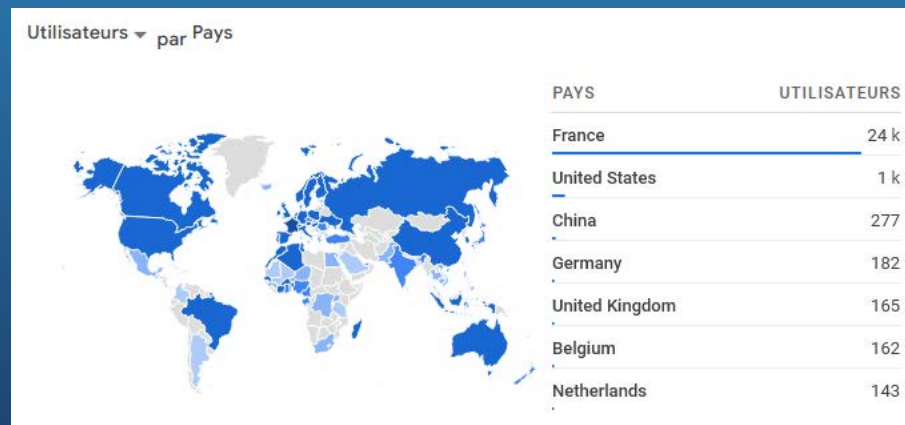 Utilisateurs par Pays
PAYS UTILISATEURS
France 24 k
United States 1 k
China 277
Germany 182
United Kingdom 165
Belgium 162
Netherlands 143